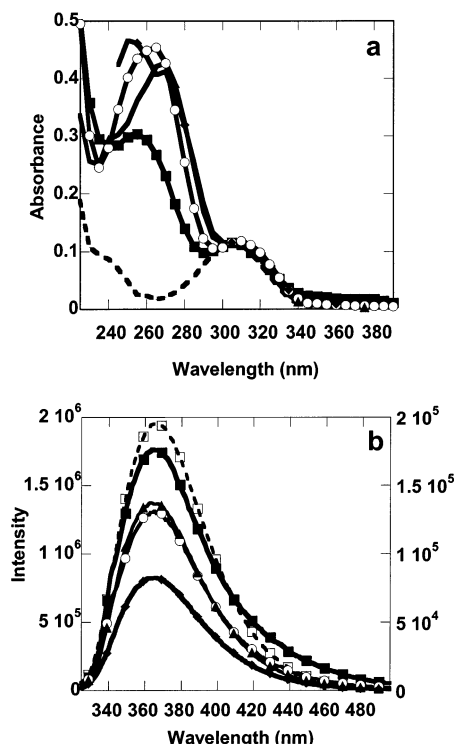 0.5
a
0.4
0.3
0.2
0.1
0
Absorbance
240 260 280 300 320 340 360 380
Wavelength (nm)
2 10⁶
b
2 10⁵
1.5 10⁶
1.5 10⁵
1 10⁶
1 10⁵
5 10⁵
5 10⁴
0
0
Intensity
340 360 380 400 420 440 460 480
Wavelength (nm)